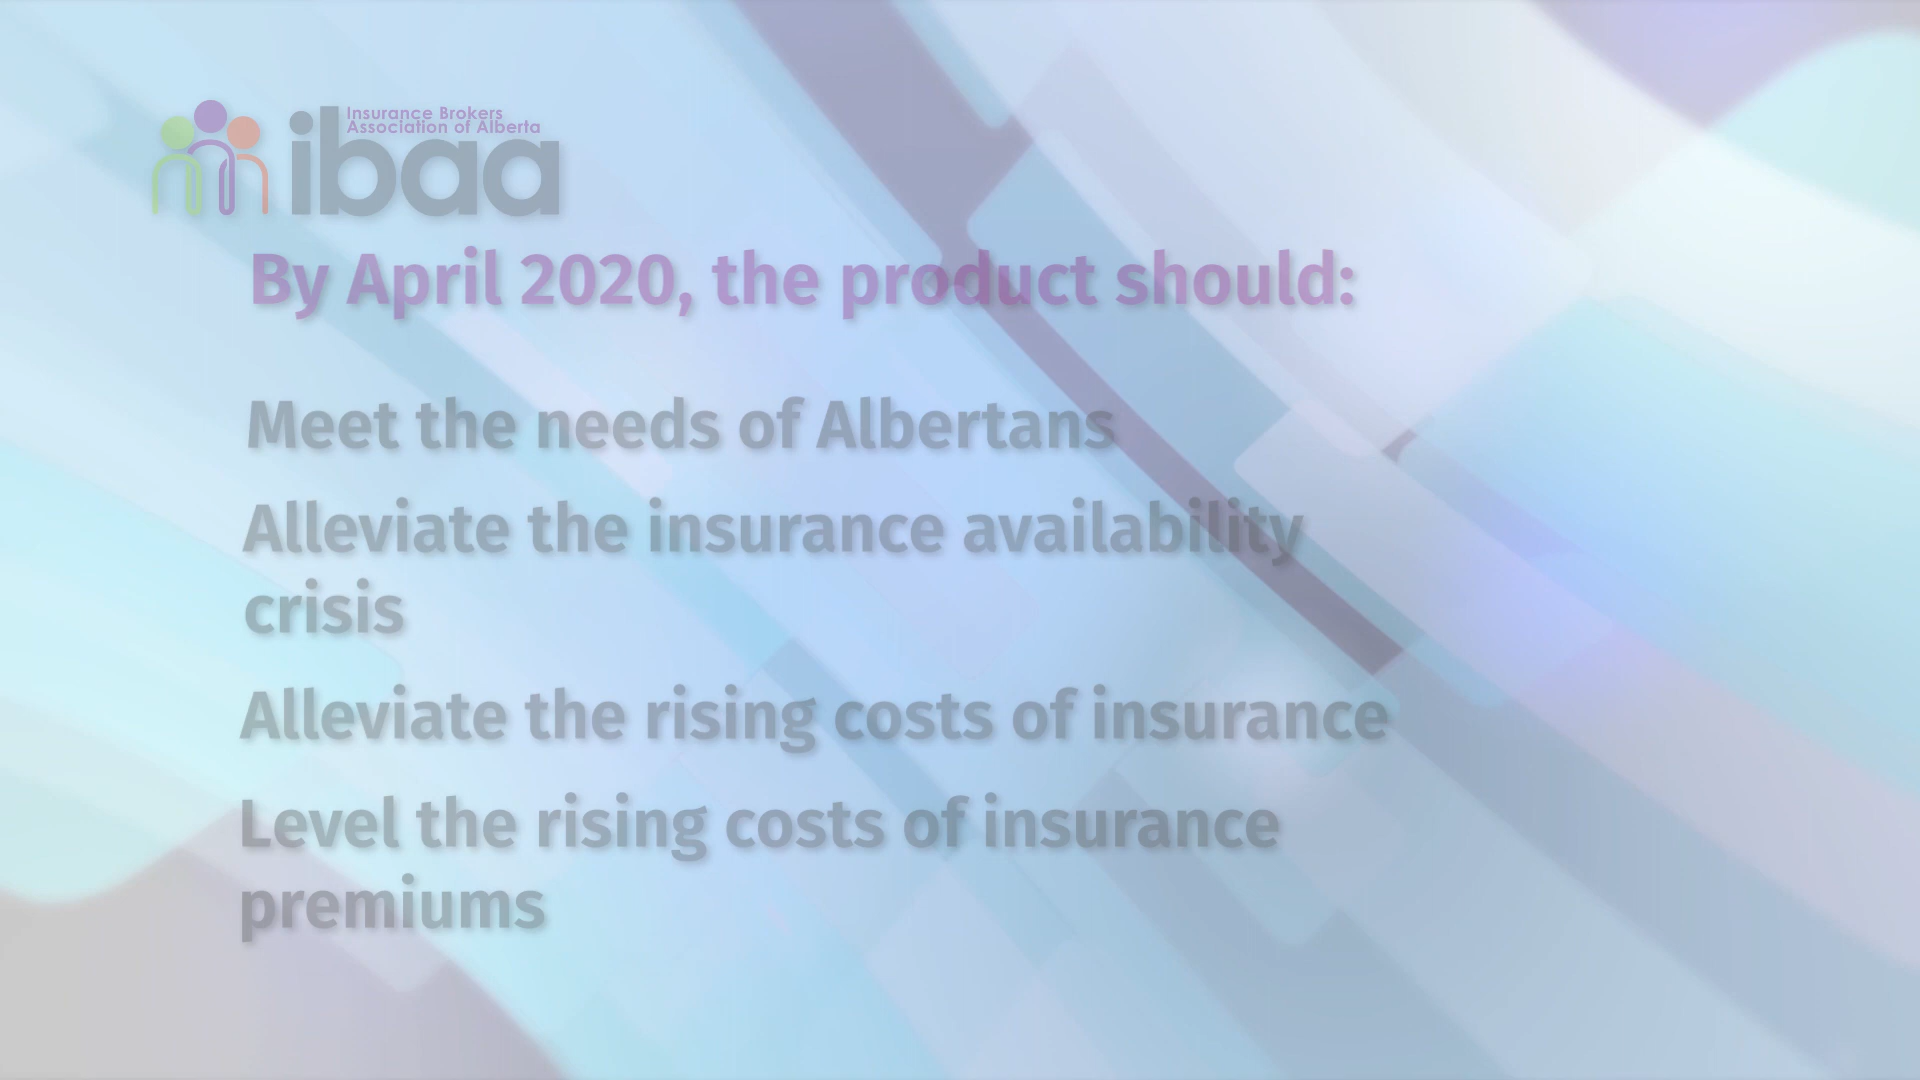 Insurance Brokers
Association of Alberta
ibaa
By April 2020, the product should:
Meet the needs of Albertans
Alleviate the insurance availability
crisis
Alleviate the rising costs of insurance
Level the rising costs of insurance
premiums